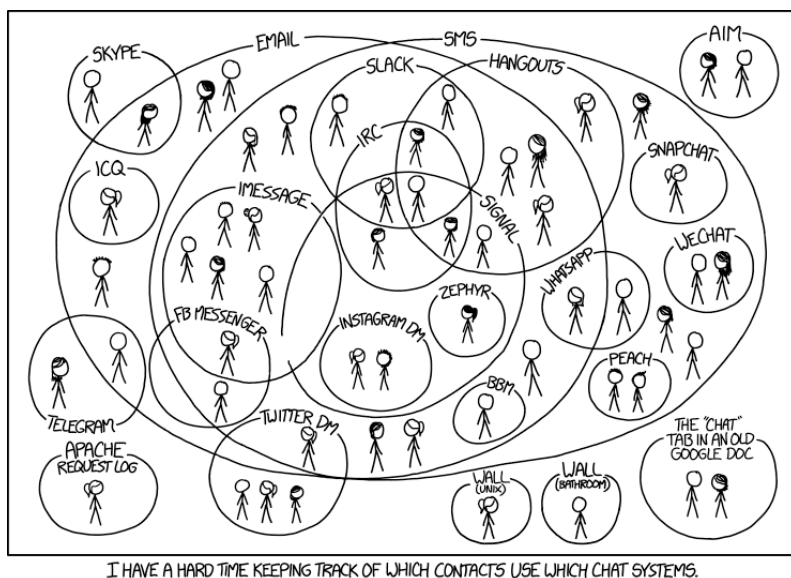 SKYPE
EMAIL
SMS
AIM
SLACK
HANGOUTS
IRC
ICQ
IMESSAGE
SIGNAL
SNAPCHAT
WECHAT
WHATSAPP
ZEPHYR
FB MESSENGER
INSTAGRAM DM
PEACH
BBM
TELEGRAM
TWITTER DM
APACHE
REQUEST LOG
WALL
(UNIX)
WALL
(BATHROOM)
THE "CHAT"
TAB IN AN OLD
GOOGLE DOC
I HAVE A HARD TIME KEEPING TRACK OF WHICH CONTACTS USE WHICH CHAT SYSTEMS.